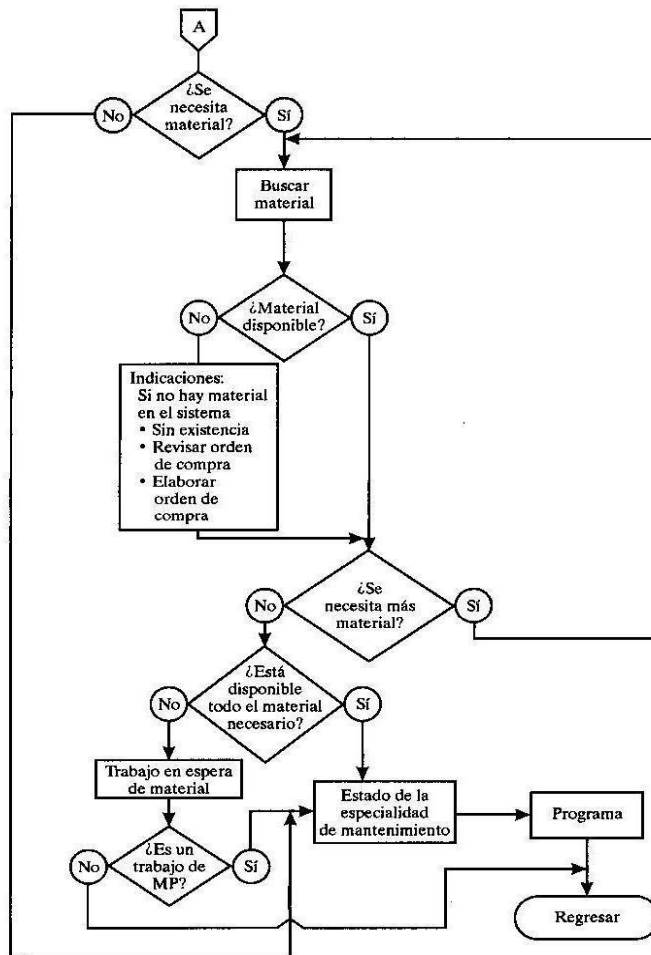 A
¿Se
necesita
material?
No
Sí
Buscar
material
¿Material
disponible?
No
Sí
Indicaciones:
Sí no hay material
en el sistema
• Sin existencia
• Revisar orden
de compra
• Elaborar
orden de
compra
¿Se
necesita más
material?
No
Sí
¿Está
disponible
todo el material
necesario?
No
Sí
Trabajo en espera
de material
Estado de la
especialidad
de mantenimiento
Programa
¿Es un
trabajo de
MP?
No
Sí
Regresar